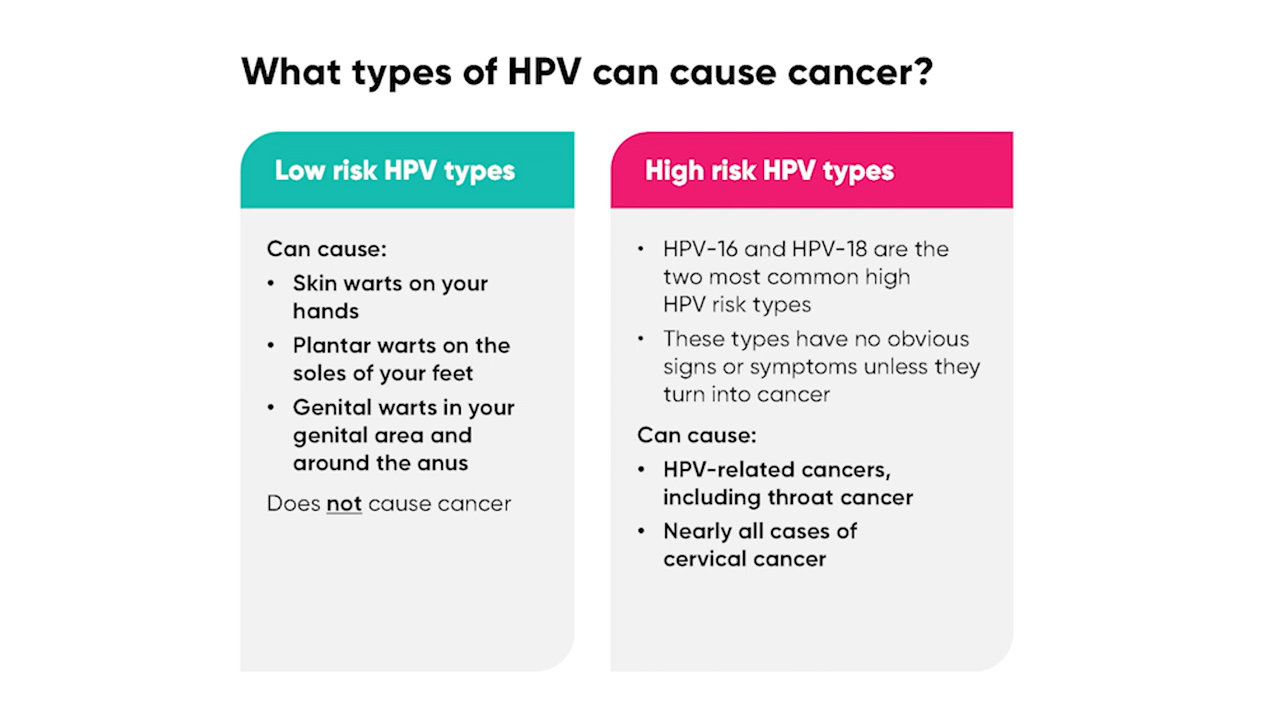 What types of HPV can cause cancer?
Low risk HPV types
Can cause:
• Skin warts on your
hands
• Plantar warts on the
soles of your feet
• Genital warts in your
genital area and
around the anus
Does not cause cancer
High risk HPV types
• HPV-16 and HPV-18 are the
two most common high
HPV risk types
• These types have no obvious
signs or symptoms unless they
turn into cancer
Can cause:
• HPV-related cancers,
including throat cancer
• Nearly all cases of
cervical cancer